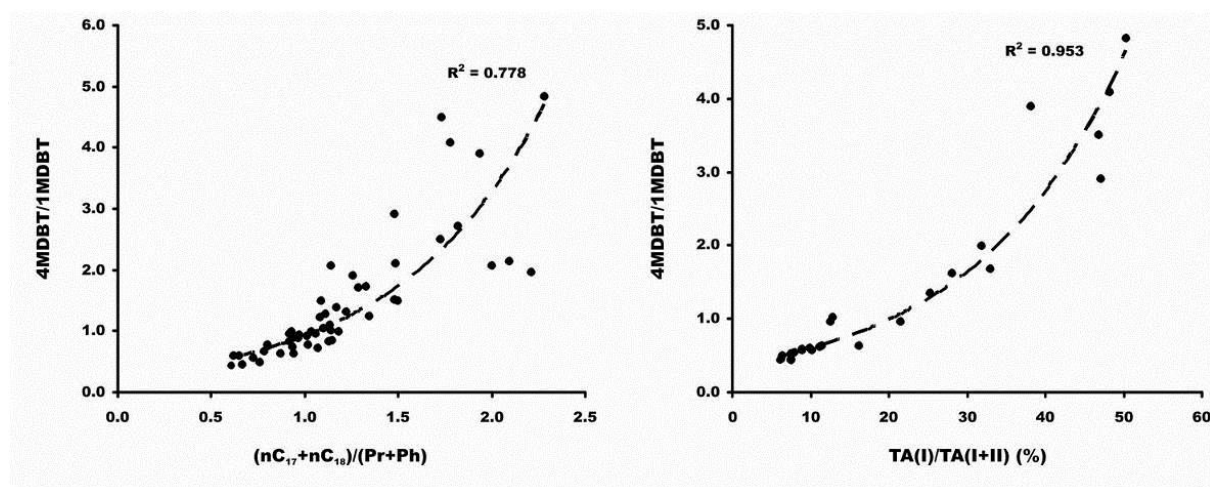 6.0
5.0
4.0
3.0
2.0
1.0
0.0
4MDBT/1MDBT
R² = 0.778
0.0 0.5 1.0 1.5 2.0 2.5
(nC₁₇+nC₁₈)/(Pr+Ph)
5.0
4.0
3.0
2.0
1.0
0.0
4MDBT/1MDBT
R² = 0.953
0 10 20 30 40 50 60
TA(I)/TA(I+II) (%)